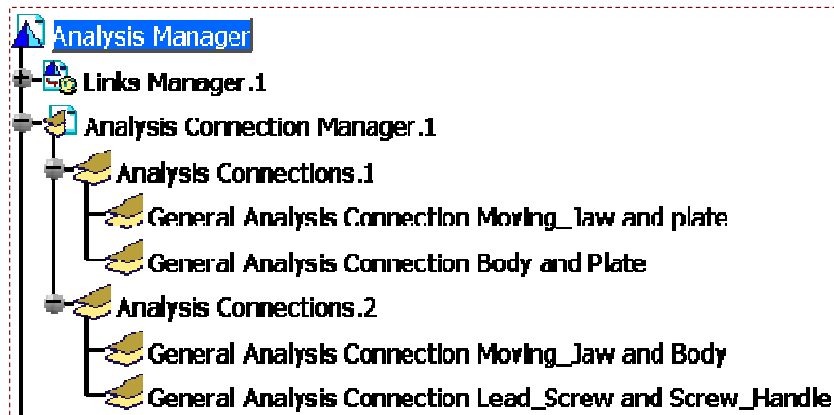 Analysis Manager
Links Manager.1
Analysis Connection Manager.1
Analysis Connections.1
General Analysis Connection Moving_Jaw and plate
General Analysis Connection Body and Plate
Analysis Connections.2
General Analysis Connection Moving_Jaw and Body
General Analysis Connection Lead_Screw and Screw_Handle